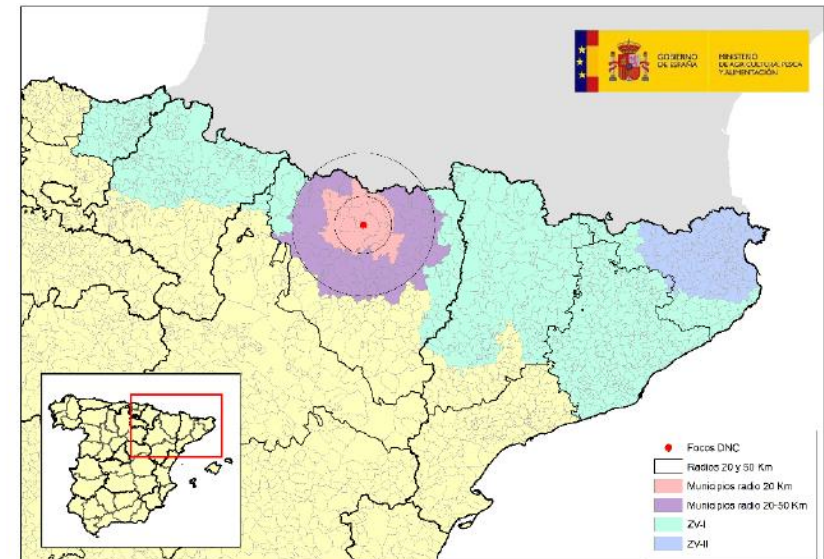 GOBIERNO
DE ESPAÑA
MINISTERIO
DE AGRICULTURA, PESCA
Y ALIMENTACIÓN
Focos DNC
Radios 20 y 50 Km
Municipios radio 20 Km
Municipios radio 20-50 Km
ZV-I
ZV-II